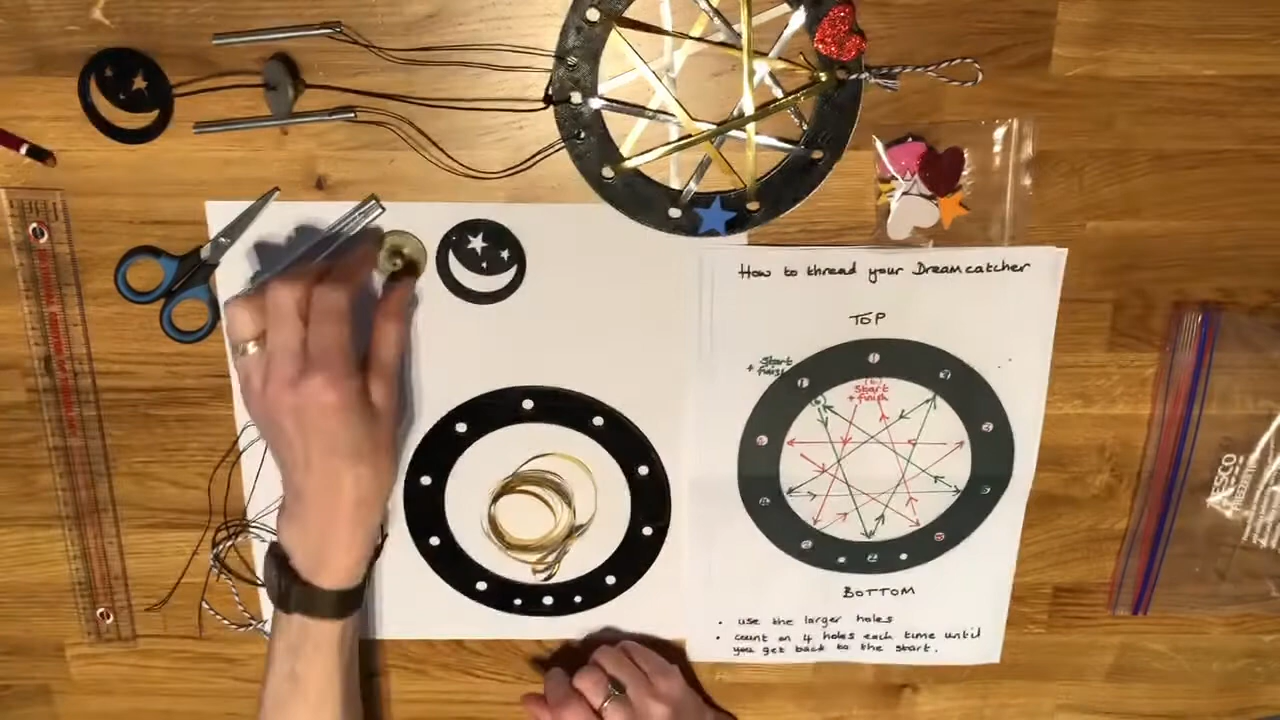 How to thread your Dreamcatcher
TOP
Start
+ finish
Start
+ finish
BOTTOM
• use the larger holes
• count on 4 holes each time until
you get back to the start.
TESCO